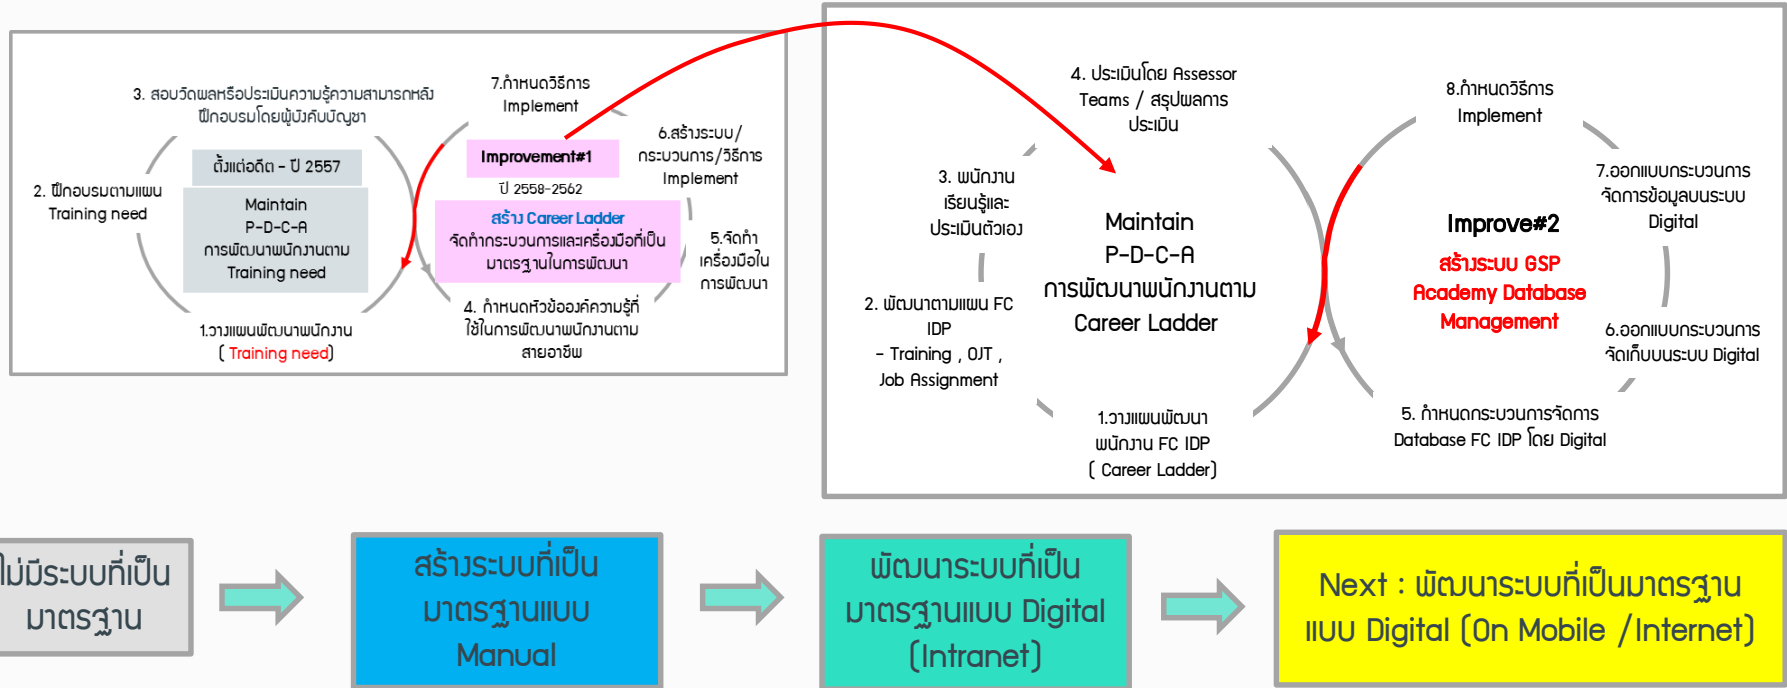 3. สอบวัดผลหรือประเมินความรู้ความสามารถหลัง
ฝึกอบรมโดยผู้บังคับบัญชา
ตั้งแต่อดีต - ปี 2557
2. ฝึกอบรมตามแผน
Training need
Maintain
P-D-C-A
การพัฒนาพนักงานตาม
Training need
1.วางแผนพัฒนาพนักงาน
( Training need)
7.กำหนดวิธีการ
Implement
Improvement#1
ปี 2558-2562
6.สร้างระบบ/
กระบวนการ/วิธีการ
Implement
สร้าง Career Ladder
จัดทำกระบวนการและเครื่องมือที่เป็น
มาตรฐานในการพัฒนา
5.จัดทำ
เครื่องมือใน
การพัฒนา
4. กำหนดหัวข้อองค์ความรู้ที่
ใช้ในการพัฒนาพนักงานตาม
สายอาชีพ
4. ประเมินโดย Assessor
Teams / สรุปผลการ
ประเมิน
3. พนักงาน
เรียนรู้และ
ประเมินตัวเอง
Maintain
P-D-C-A
การพัฒนาพนักงานตาม
Career Ladder
2. พัฒนาตามแผน FC
IDP
- Training , OJT ,
Job Assignment
1.วางแผนพัฒนา
พนักงาน FC IDP
( Career Ladder)
8.กำหนดวิธีการ
Implement
7.ออกแบบกระบวนการ
จัดการข้อมูลบนระบบ
Digital
Improve#2
สร้างระบบ GSP
Academy Database
Management
6.ออกแบบกระบวนการ
จัดเก็บบนระบบ Digital
5. กำหนดกระบวนการจัดการ
Database FC IDP โดย Digital
ไม่มีระบบที่เป็น
มาตรฐาน
สร้างระบบที่เป็น
มาตรฐานแบบ
Manual
พัฒนาระบบที่เป็น
มาตรฐานแบบ Digital
(Intranet)
Next : พัฒนาระบบที่เป็นมาตรฐาน
แบบ Digital (On Mobile /Internet)